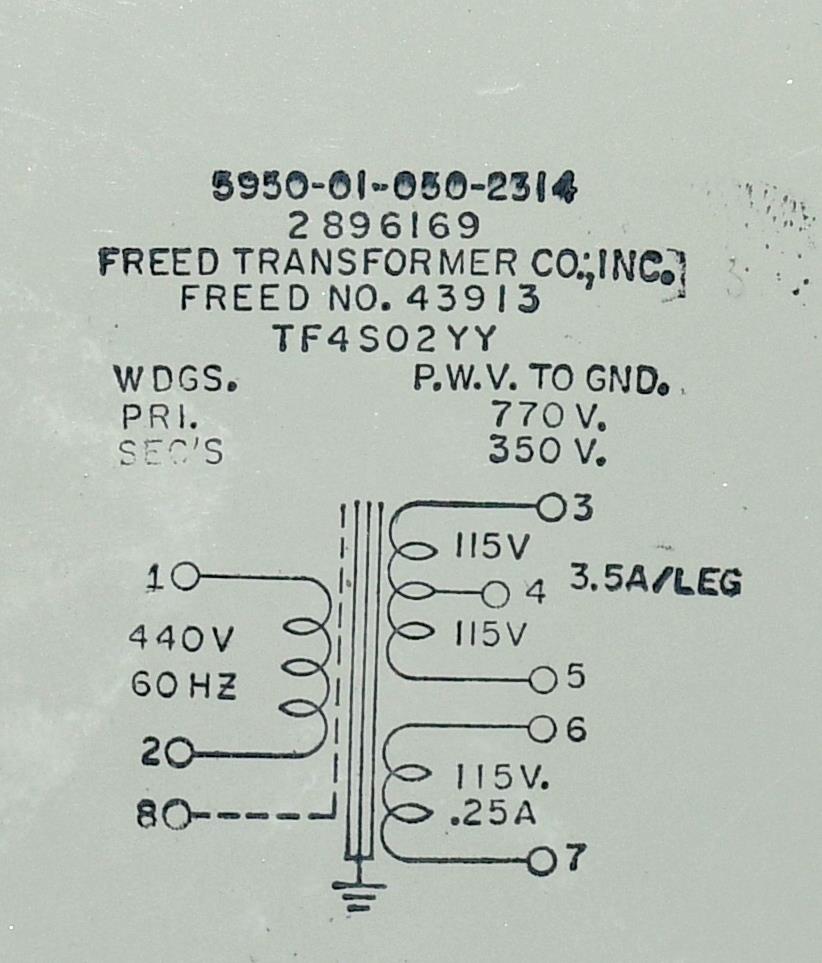 5950-01-050-2314
2896169
FREED TRANSFORMER CO., INC.
FREED NO. 43913
TF4S02YY
WDGS. P.W.V. TO GND.
PRI. 770 V.
SEC'S 350 V.
3
115V
1
4 3.5A/LEG
440V
115V
60 HZ
5
2
6
115V.
8
.25A
7